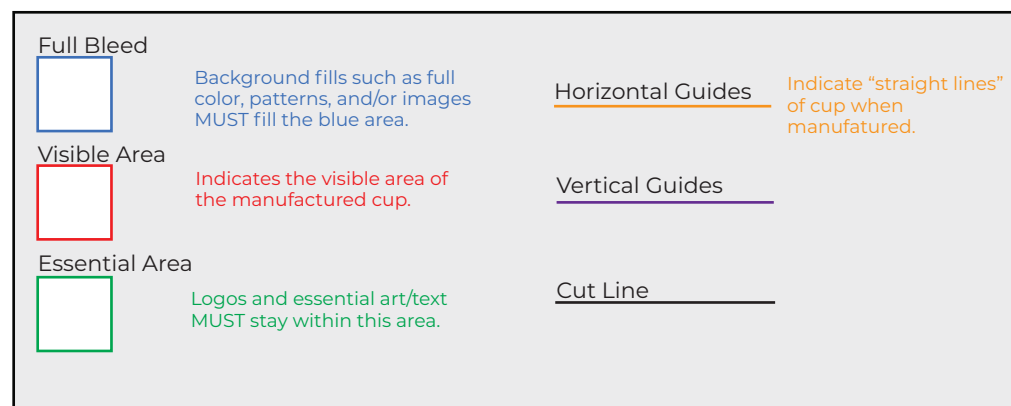 Full Bleed
Background fills such as full
color, patterns, and/or images
MUST fill the blue area.
Visible Area
Indicates the visible area of
the manufactured cup.
Essential Area
Logos and essential art/text
MUST stay within this area.
Horizontal Guides
Indicate “straight lines”
of cup when
manufatured.
Vertical Guides
Cut Line